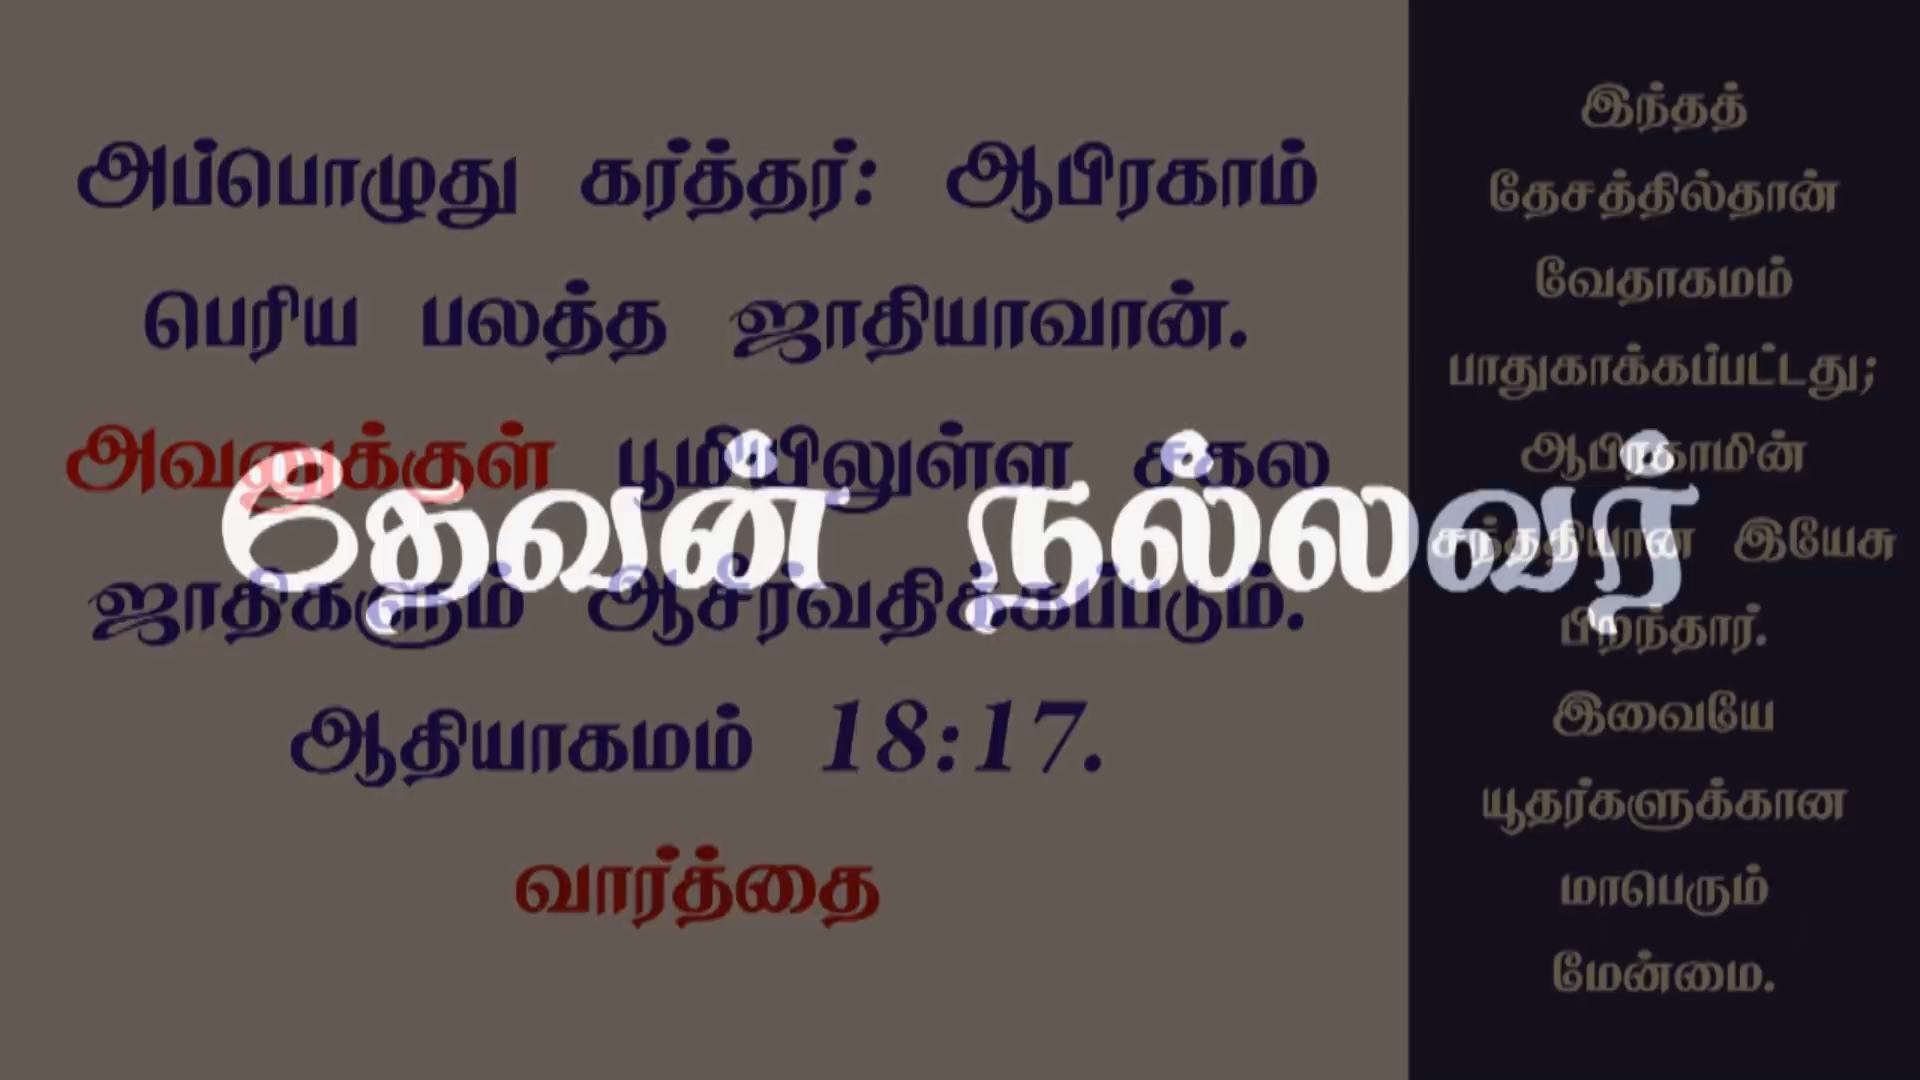 அப்பொழுது கர்த்தர்: ஆபிரகாம்
பெரிய பலத்த ஜாதியாவான்.
அவனுக்குள் பூமியிலுள்ள சகல
ஜாதிகளும் ஆசீர்வதிக்கப்படும்.
ஆதியாகமம் 18:17.
வார்த்தை
தேவன் நல்லவர்
இந்தத்
தேசத்தில்தான்
வேதாகமம்
பாதுகாக்கப்பட்டது;
ஆபிரகாமின்
சந்ததியான இயேசு
பிறந்தார்.
இவையே
யூதர்களுக்கான
மாபெரும்
மேன்மை.